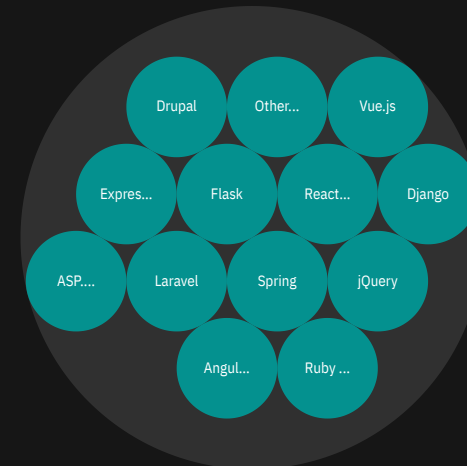 Drupal
Other...
Vue.js
Expres...
Flask
React...
Django
ASP....
Laravel
Spring
jQuery
Angul...
Ruby ...